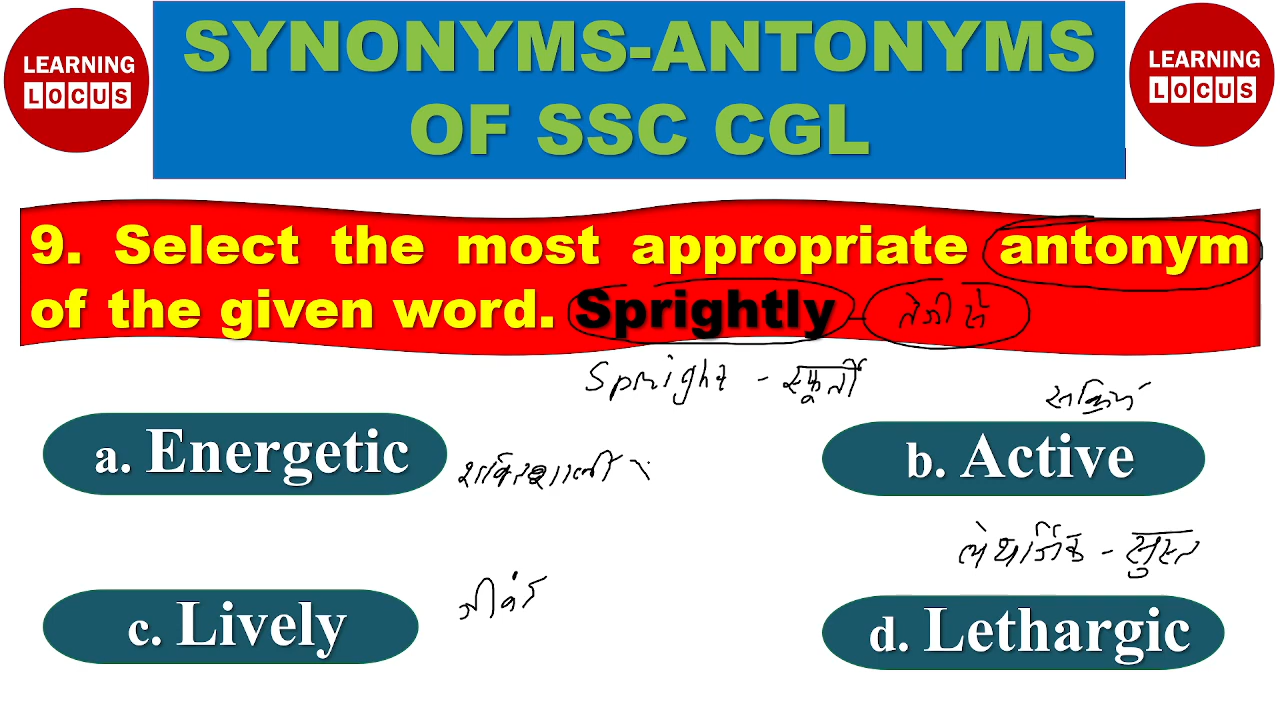 LEARNING
LOCUS
SYNONYMS-ANTONYMS
OF SSC CGL
LEARNING
LOCUS
9. Select the most appropriate antonym
of the given word. Sprightly - तेजी से
Spright - स्फूर्ती
सक्रिय
a. Energetic
शक्तिशाली
b. Active
लेथार्जिक - सुस्त
जीवंत
c. Lively
d. Lethargic